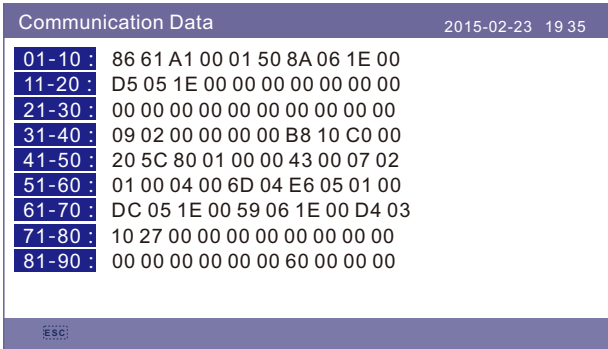 Communication Data 2015-02-23 19 35
01-10 : 86 61 A1 00 01 50 8A 06 1E 00
11-20 : D5 05 1E 00 00 00 00 00 00 00
21-30 : 00 00 00 00 00 00 00 00 00 00
31-40 : 09 02 00 00 00 00 B8 10 C0 00
41-50 : 20 5C 80 01 00 00 43 00 07 02
51-60 : 01 00 04 00 6D 04 E6 05 01 00
61-70 : DC 05 1E 00 59 06 1E 00 D4 03
71-80 : 10 27 00 00 00 00 00 00 00 00
81-90 : 00 00 00 00 00 00 60 00 00 00
ESC